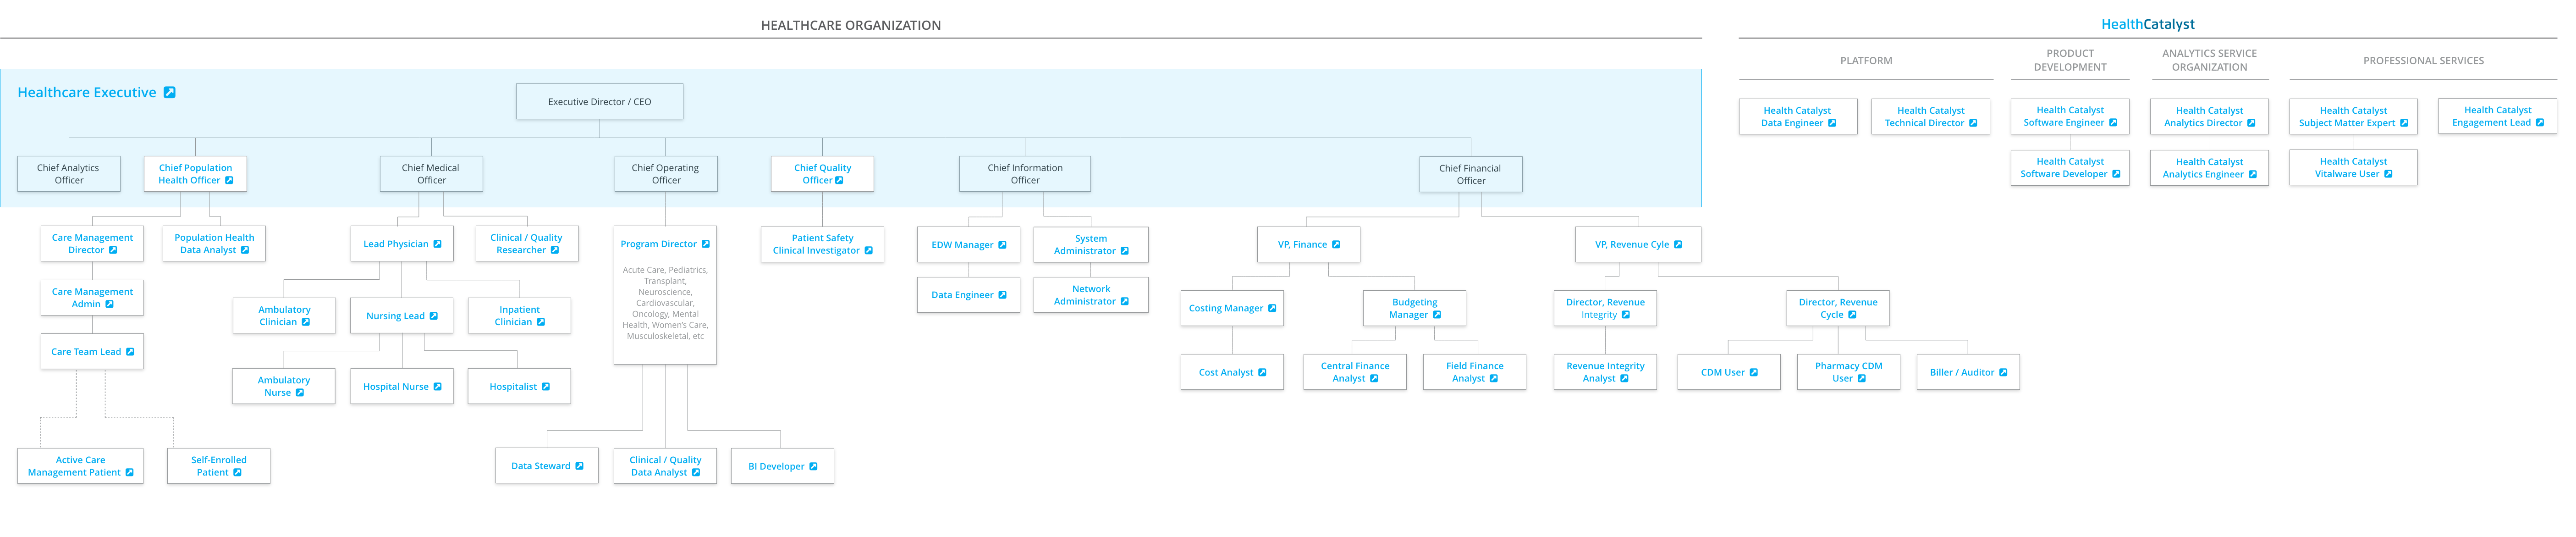 HEALTHCARE ORGANIZATION
Healthcare Executive
Executive Director / CEO
Chief Analytics
Officer
Chief Population
Health Officer
Chief Medical
Officer
Chief Operating
Officer
Chief Quality
Officer
Chief Information
Officer
Chief Financial
Officer
Care Management
Director
Population Health
Data Analyst
Lead Physician
Clinical / Quality
Researcher
Program Director
Acute Care, Pediatrics,
Transplant,
Neuroscience,
Cardiovascular,
Oncology, Mental
Health, Women's Care,
Musculoskeletal, etc
Patient Safety
Clinical Investigator
EDW Manager
System
Administrator
VP, Finance
VP, Revenue Cyle
Care Management
Admin
Ambulatory
Clinician
Nursing Lead
Inpatient
Clinician
Data Engineer
Network
Administrator
Costing Manager
Budgeting
Manager
Director, Revenue
Integrity
Director, Revenue
Cycle
Care Team Lead
Ambulatory
Nurse
Hospital Nurse
Hospitalist
Cost Analyst
Central Finance
Analyst
Field Finance
Analyst
Revenue Integrity
Analyst
CDM User
Pharmacy CDM
User
Biller / Auditor
Active Care
Management Patient
Self-Enrolled
Patient
Data Steward
Clinical / Quality
Data Analyst
BI Developer
HealthCatalyst
PLATFORM
PRODUCT
DEVELOPMENT
ANALYTICS SERVICE
ORGANIZATION
PROFESSIONAL SERVICES
Health Catalyst
Data Engineer
Health Catalyst
Technical Director
Health Catalyst
Software Engineer
Health Catalyst
Analytics Director
Health Catalyst
Subject Matter Expert
Health Catalyst
Engagement Lead
Health Catalyst
Software Developer
Health Catalyst
Analytics Engineer
Health Catalyst
Vitalware User